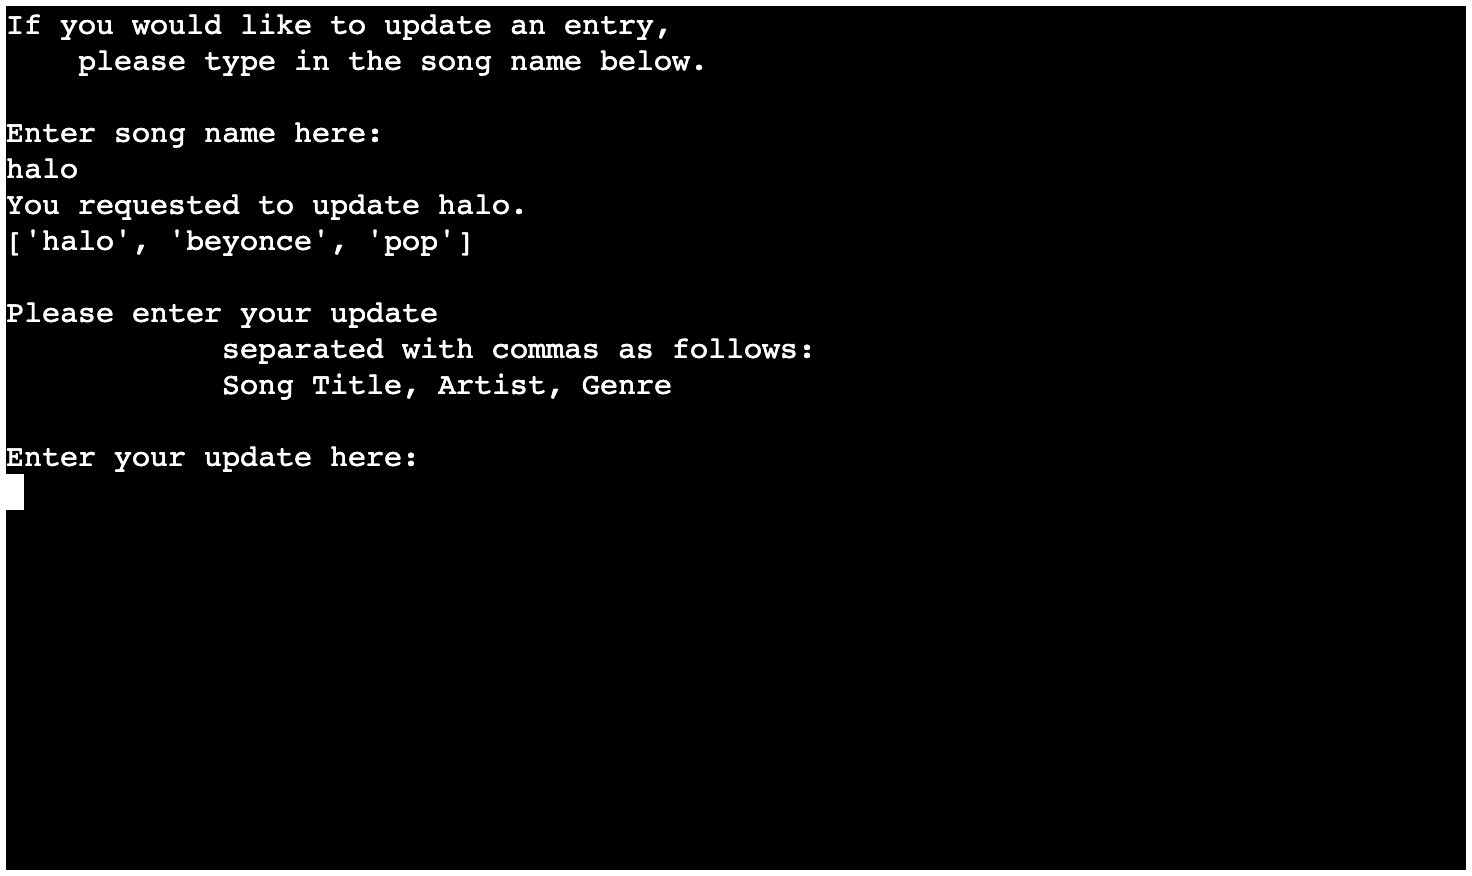 If you would like to update an entry,
please type in the song name below.
Enter song name here:
halo
You requested to update halo.
['halo', 'beyonce', 'pop']
Please enter your update
separated with commas as follows:
Song Title, Artist, Genre
Enter your update here: